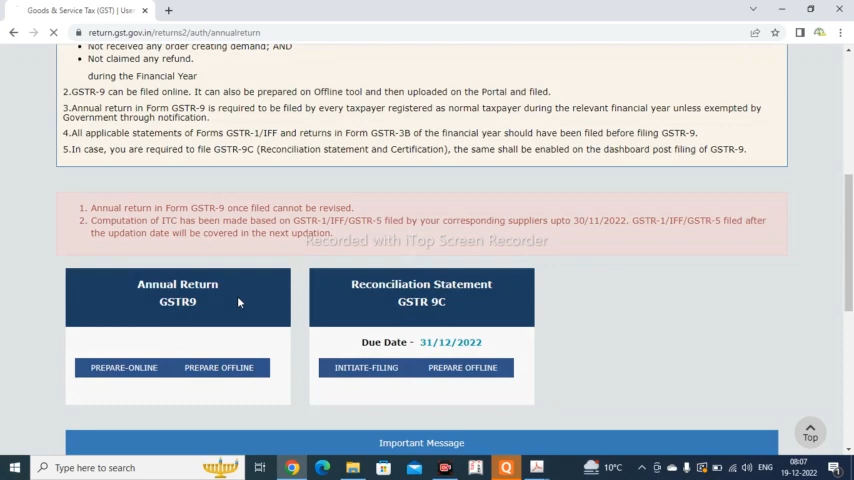 Goods & Service Tax (GST) | User
return.gst.gov.in/returns2/auth/annualreturn
Not received any order creating demand; AND
Not claimed any refund.
during the Financial Year
2.GSTR-9 can be filed online. It can also be prepared on Offline tool and then uploaded on the Portal and filed.
3.Annual return in Form GSTR-9 is required to be filed by every taxpayer registered as normal taxpayer during the relevant financial year unless exempted by
Government through notification.
4.All applicable statements of Forms GSTR-1/IFF and returns in Form GSTR-3B of the financial year should have been filed before filing GSTR-9.
5.In case, you are required to file GSTR-9C (Reconciliation statement and Certification), the same shall be enabled on the dashboard post filing of GSTR-9.
1. Annual return in Form GSTR-9 once filed cannot be revised.
2. Computation of ITC has been made based on GSTR-1/IFF/GSTR-5 filed by your corresponding suppliers upto 30/11/2022. GSTR-1/IFF/GSTR-5 filed after
the updation date will be covered in the next updation.
Recorded with iTop Screen Recorder
Annual Return
GSTR9
Reconciliation Statement
GSTR 9C
Due Date - 31/12/2022
PREPARE-ONLINE PREPARE OFFLINE
INITIATE-FILING PREPARE OFFLINE
Top
Important Message
Type here to search
10°C
ENG
08:07
19-12-2022